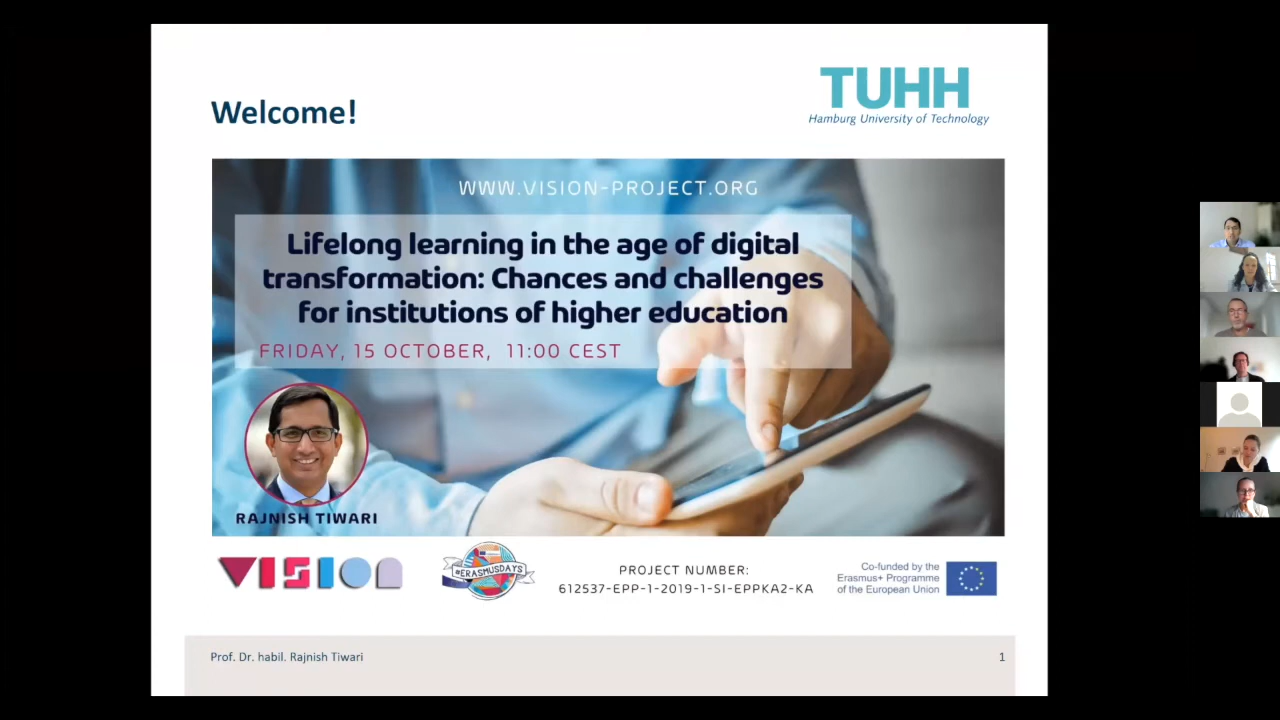 Welcome!
TUHH
Hamburg University of Technology
WWW.VISION-PROJECT.ORG
Lifelong learning in the age of digital
transformation: Chances and challenges
for institutions of higher education
FRIDAY, 15 OCTOBER, 11:00 CEST
RAJNISH TIWARI
VISION
#ERASMUSDAYS
PROJECT NUMBER:
612537-EPP-1-2019-1-SI-EPPKA2-KA
Co-funded by the
Erasmus+ Programme
of the European Union
Prof. Dr. habil. Rajnish Tiwari
1